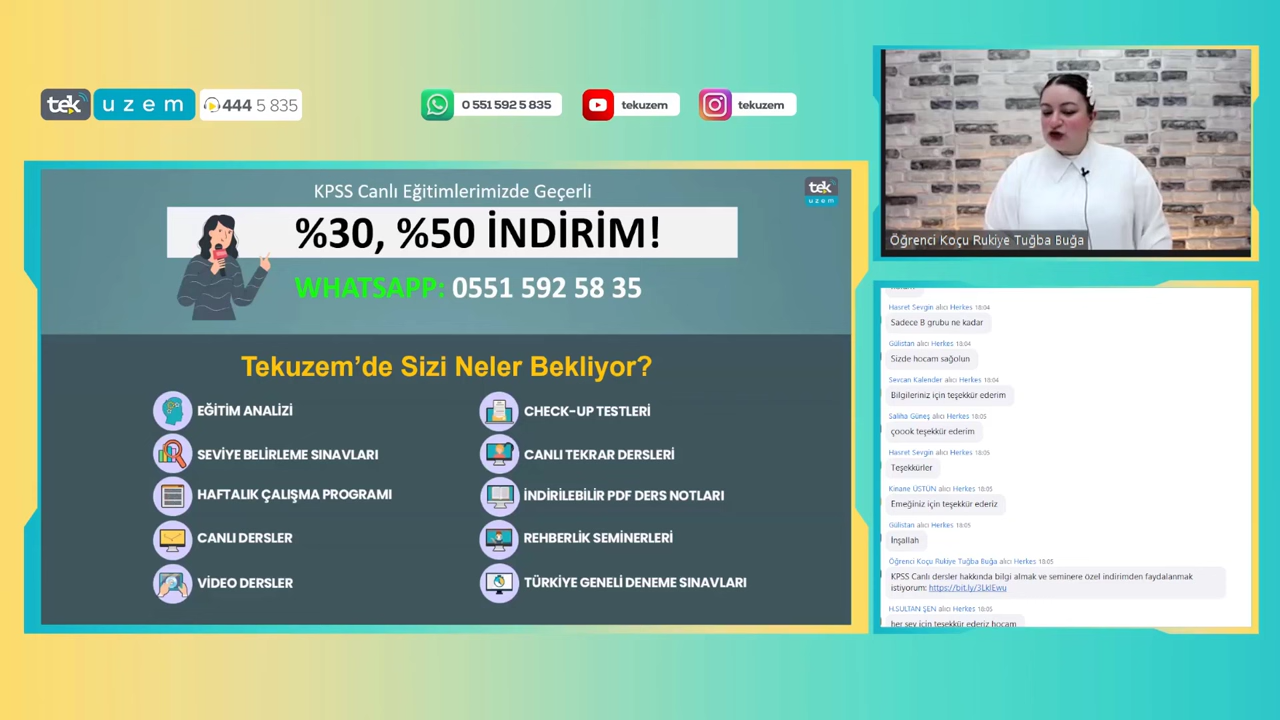 tek uzem 444 5 835
0 551 592 5 835
tekuzem
tekuzem
KPSS Canlı Eğitimlerimizde Geçerli
%30, %50 İNDİRİM!
WHATSAPP: 0551 592 58 35
tek
uzem
Tekuzem’de Sizi Neler Bekliyor?
EĞİTİM ANALİZİ
SEVİYE BELİRLEME SINAVLARI
HAFTALIK ÇALIŞMA PROGRAMI
CANLI DERSLER
VİDEO DERSLER
CHECK-UP TESTLERİ
CANLI TEKRAR DERSLERİ
İNDİRİLEBİLİR PDF DERS NOTLARI
REHBERLİK SEMİNERLERİ
TÜRKİYE GENELİ DENEME SINAVLARI
Öğrenci Koçu Rukiye Tuğba Buğa
Hasret Sevgin alıcı Herkes 18:04
Sadece B grubu ne kadar
Gülistan alıcı Herkes 18:04
Sizde hocam sağolun
Sevcan Kalender alıcı Herkes 18:04
Bilgileriniz için teşekkür ederim
Saliha Güneş alıcı Herkes 18:05
çoook teşekkür ederim
Hasret Sevgin alıcı Herkes 18:05
Teşekkürler
Kinane ÜSTÜN alıcı Herkes 18:05
Emeğiniz için teşekkür ederiz
Gülistan alıcı Herkes 18:05
İnşallah
Öğrenci Koçu Rukiye Tuğba Buğa alıcı Herkes 18:05
KPSS Canlı dersler hakkında bilgi almak ve seminere özel indirimden faydalanmak
istiyorum: https://bit.ly/3LkIEwu
H.SULTAN ŞEN alıcı Herkes 18:05
her şey için teşekkür ederiz hocam